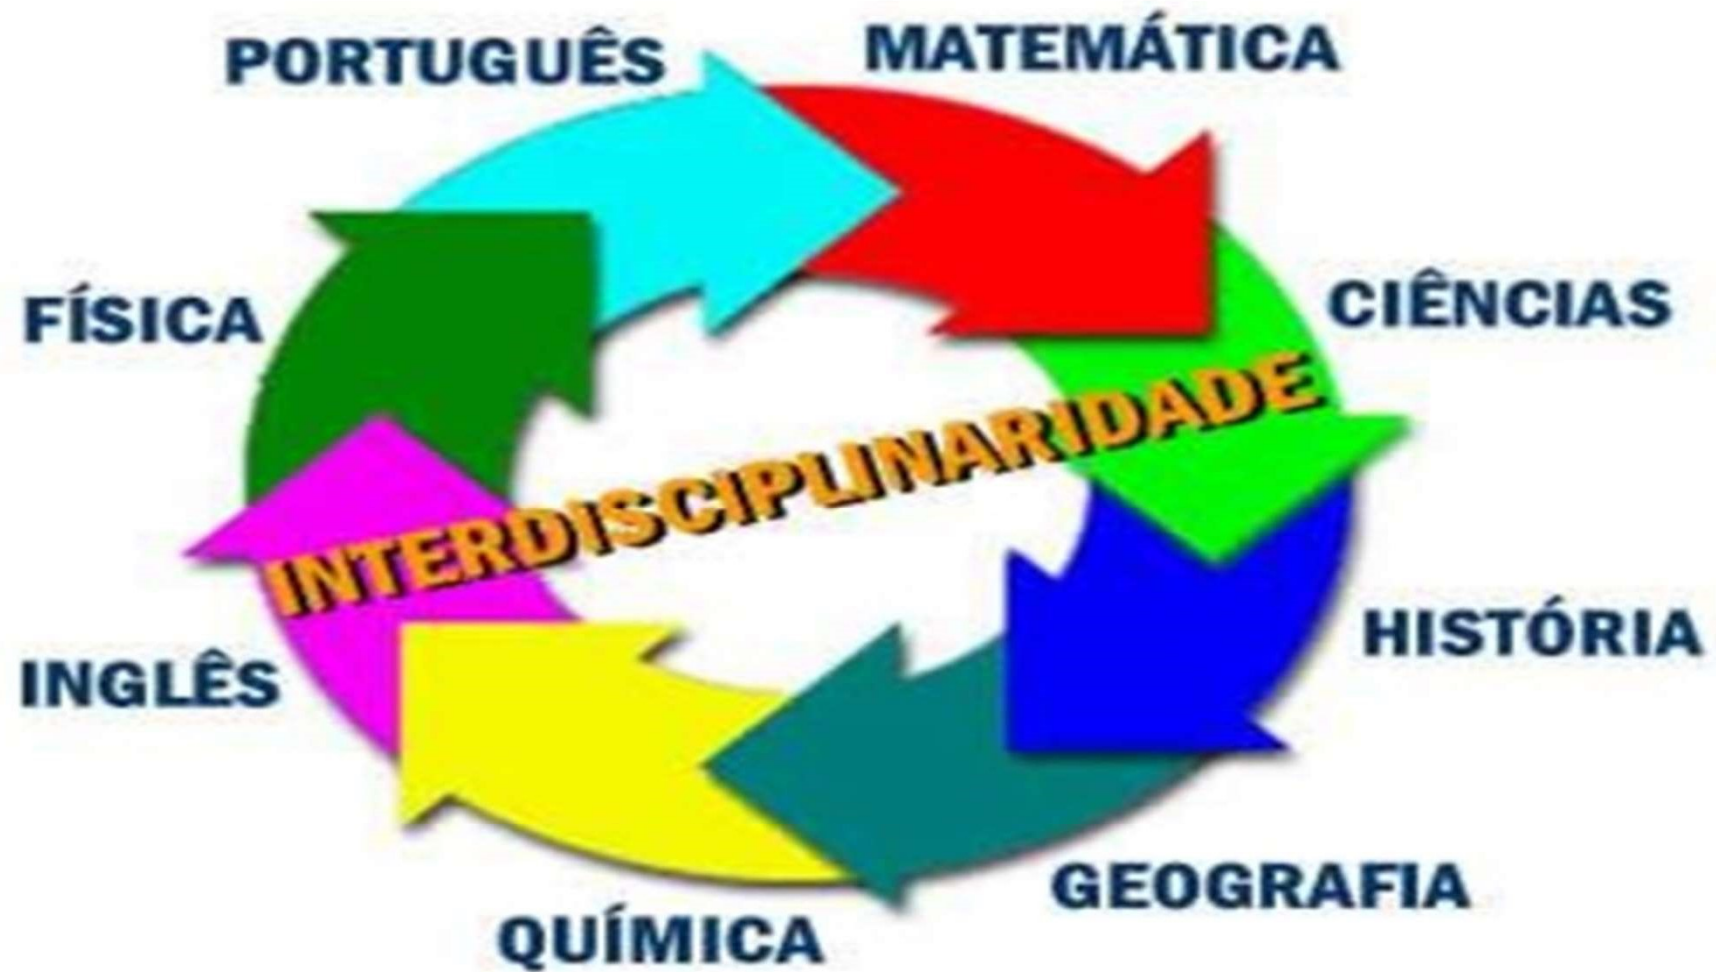 PORTUGUÊS
MATEMÁTICA
FÍSICA
CIÊNCIAS
INTERDISCIPLINARIDADE
HISTÓRIA
INGLÊS
GEOGRAFIA
QUÍMICA